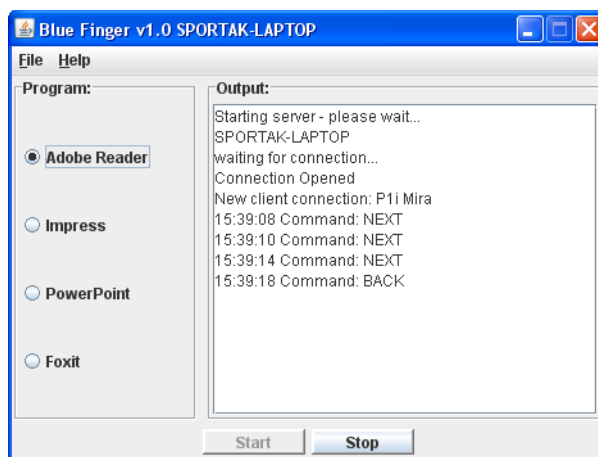 Blue Finger v1.0 SPORTAK-LAPTOP
File Help
Program:
Adobe Reader
Impress
PowerPoint
Foxit
Output:
Starting server - please wait...
SPORTAK-LAPTOP
waiting for connection...
Connection Opened
New client connection: P1i Mira
15:39:08 Command: NEXT
15:39:10 Command: NEXT
15:39:14 Command: NEXT
15:39:18 Command: BACK
Start Stop